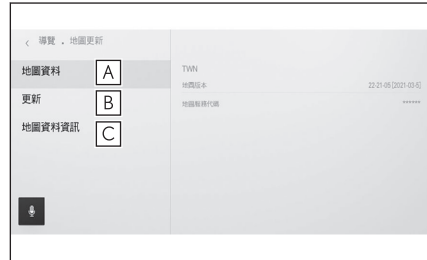 < 導覽 . 地圖更新
地圖資料 A
更新 B
地圖資料資訊 C
TWN
地圖版本 22-21-05 [2021-03-5]
地圖服務代碼 ******